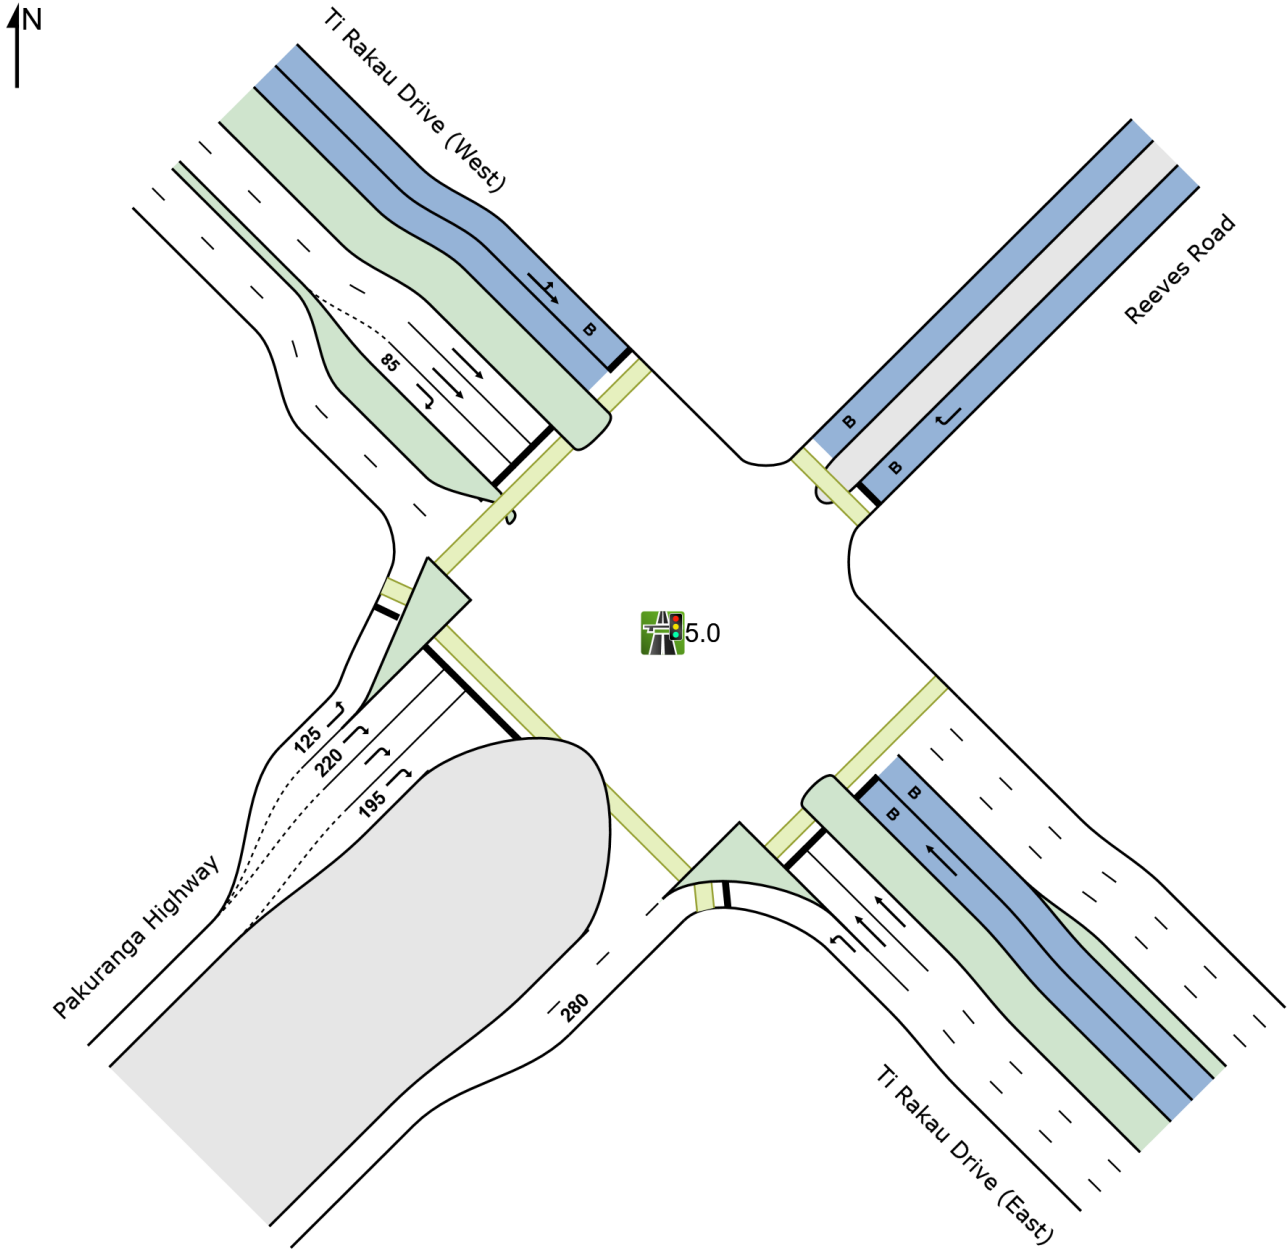 N
Ti Rakau Drive (West)
B
Reeves Road
B
B
85
5.0
125
220
195
Pakuranga Highway
280
B
B
Ti Rakau Drive (East)